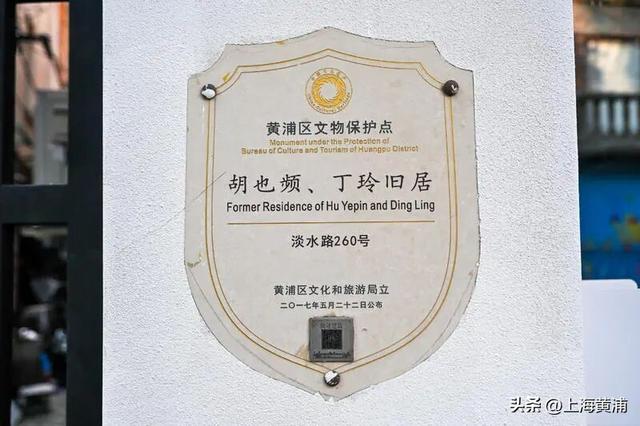 黄浦区文物保护点
Monument under the Protection of
Bureau of Culture and Tourism of Huangpu District
胡也频、丁玲旧居
Former Residence of Hu Yepin and Ding Ling
淡水路260号
黄浦区文化和旅游局立
二〇一七年五月二十二日公布
头条 @上海黄浦